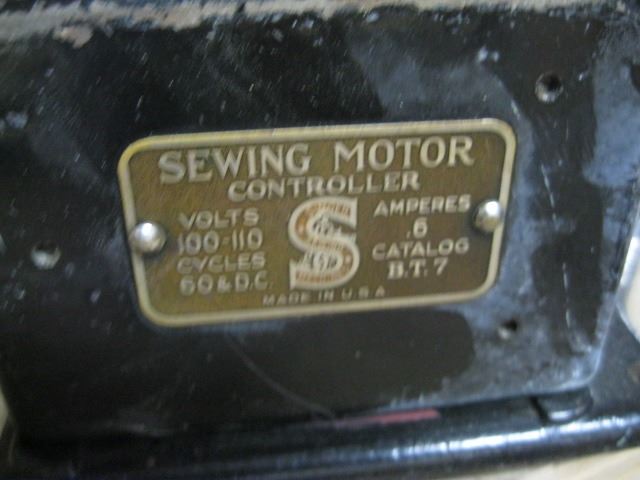 SEWING MOTOR
CONTROLLER
VOLTS
100-110
CYCLES
60 & D.C.
S
AMPERES
.6
CATALOG
B.T. 7
MADE IN U.S.A